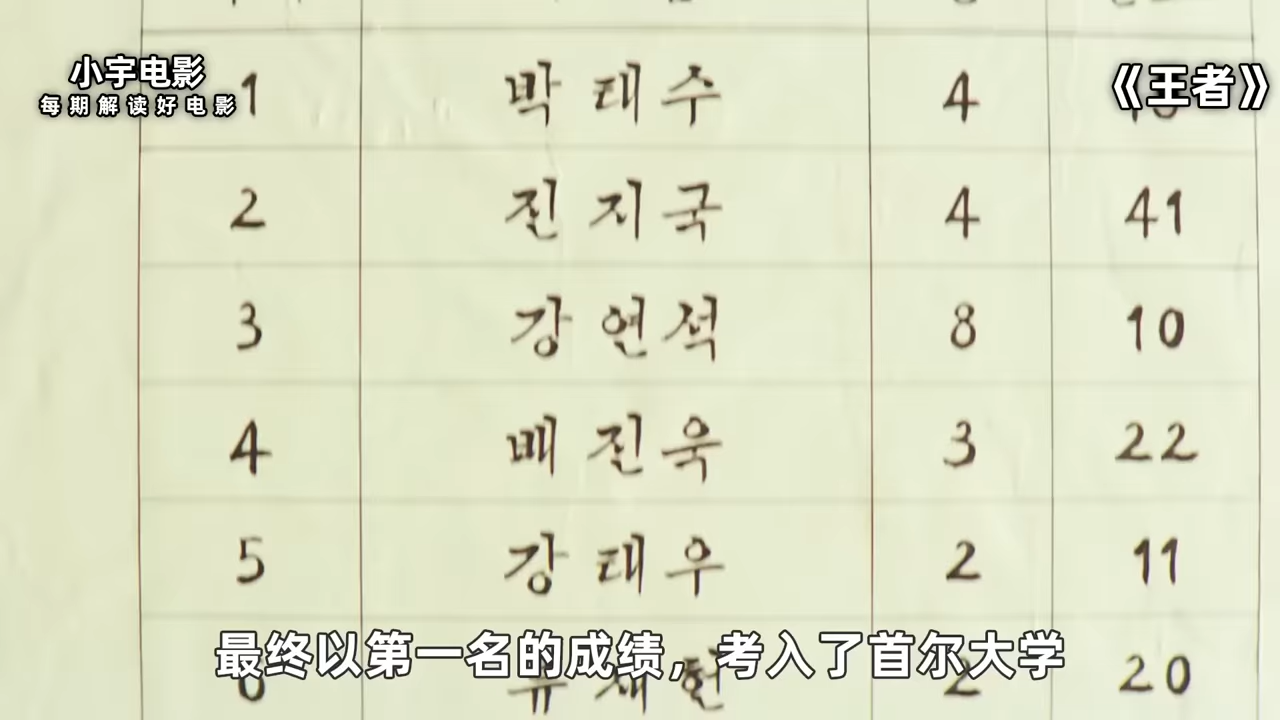 小宇电影
每期解读好电影
《王者》
1 박태수 4
2 진지국 4 41
3 강연석 8 10
4 배진욱 3 22
5 강태우 2 11
6 2 20
最终以第一名的成绩，考入了首尔大学